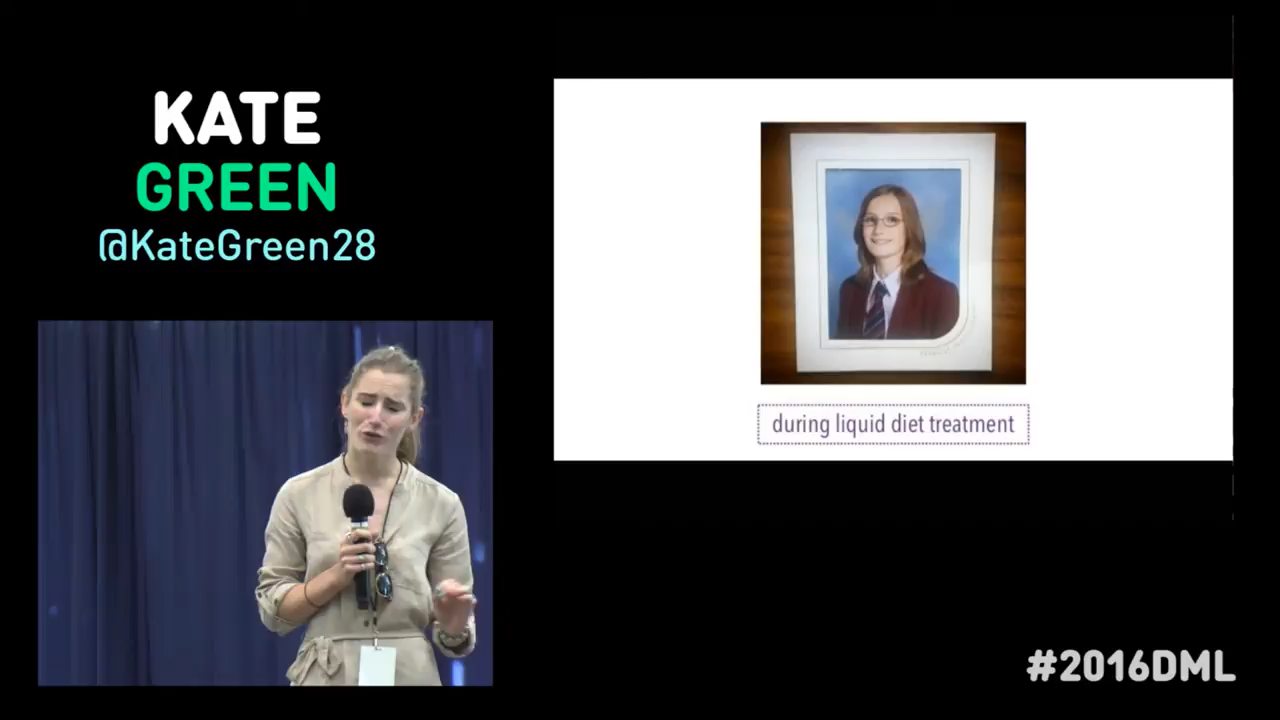 KATE
GREEN
@KateGreen28
during liquid diet treatment
#2016DML